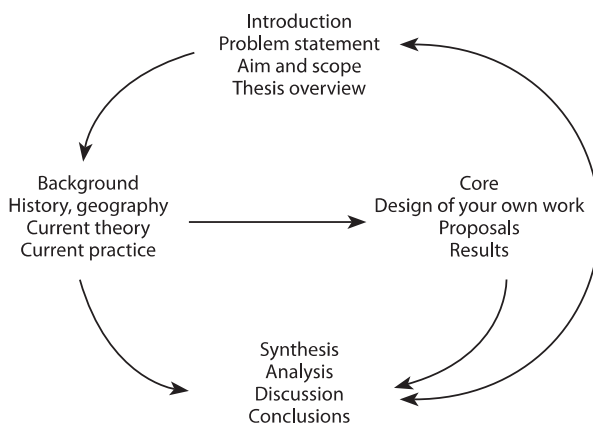 Introduction
Problem statement
Aim and scope
Thesis overview
Background
History, geography
Current theory
Current practice
Core
Design of your own work
Proposals
Results
Synthesis
Analysis
Discussion
Conclusions